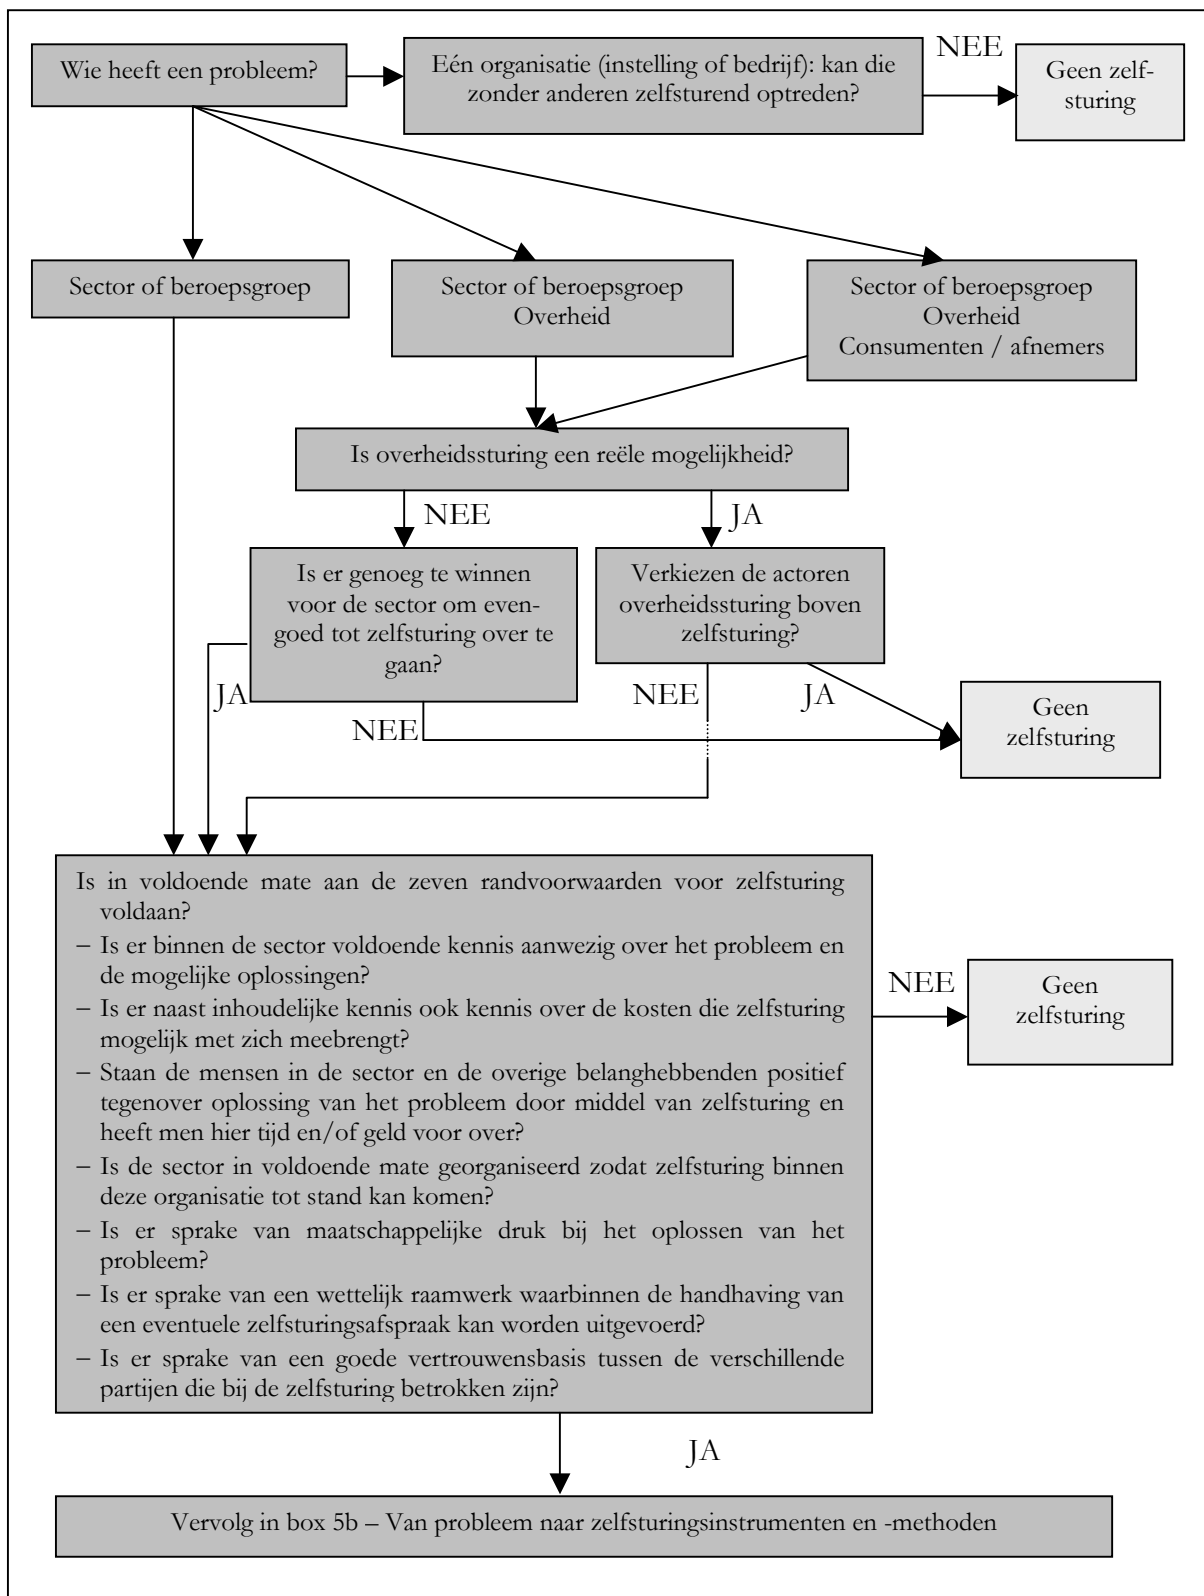 Wie heeft een probleem?
Eén organisatie (instelling of bedrijf): kan die
zonder anderen zelfsturend optreden?
NEE
Geen zelf-
sturing
Sector of beroepsgroep
Sector of beroepsgroep
Overheid
Sector of beroepsgroep
Overheid
Consumenten / afnemers
Is overheidssturing een reële mogelijkheid?
NEE
JA
Is er genoeg te winnen
voor de sector om even-
goed tot zelfsturing over te
gaan?
Verkiezen de actoren
overheidssturing boven
zelfsturing?
JA
NEE
NEE
JA
Geen
zelfsturing
Is in voldoende mate aan de zeven randvoorwaarden voor zelfsturing
voldaan?
– Is er binnen de sector voldoende kennis aanwezig over het probleem en
de mogelijke oplossingen?
– Is er naast inhoudelijke kennis ook kennis over de kosten die zelfsturing
mogelijk met zich meebrengt?
– Staan de mensen in de sector en de overige belanghebbenden positief
tegenover oplossing van het probleem door middel van zelfsturing en
heeft men hier tijd en/of geld voor over?
– Is de sector in voldoende mate georganiseerd zodat zelfsturing binnen
deze organisatie tot stand kan komen?
– Is er sprake van maatschappelijke druk bij het oplossen van het
probleem?
– Is er sprake van een wettelijk raamwerk waarbinnen de handhaving van
een eventuele zelfsturingsafspraak kan worden uitgevoerd?
– Is er sprake van een goede vertrouwensbasis tussen de verschillende
partijen die bij de zelfsturing betrokken zijn?
NEE
Geen
zelfsturing
JA
Vervolg in box 5b – Van probleem naar zelfsturingsinstrumenten en -methoden